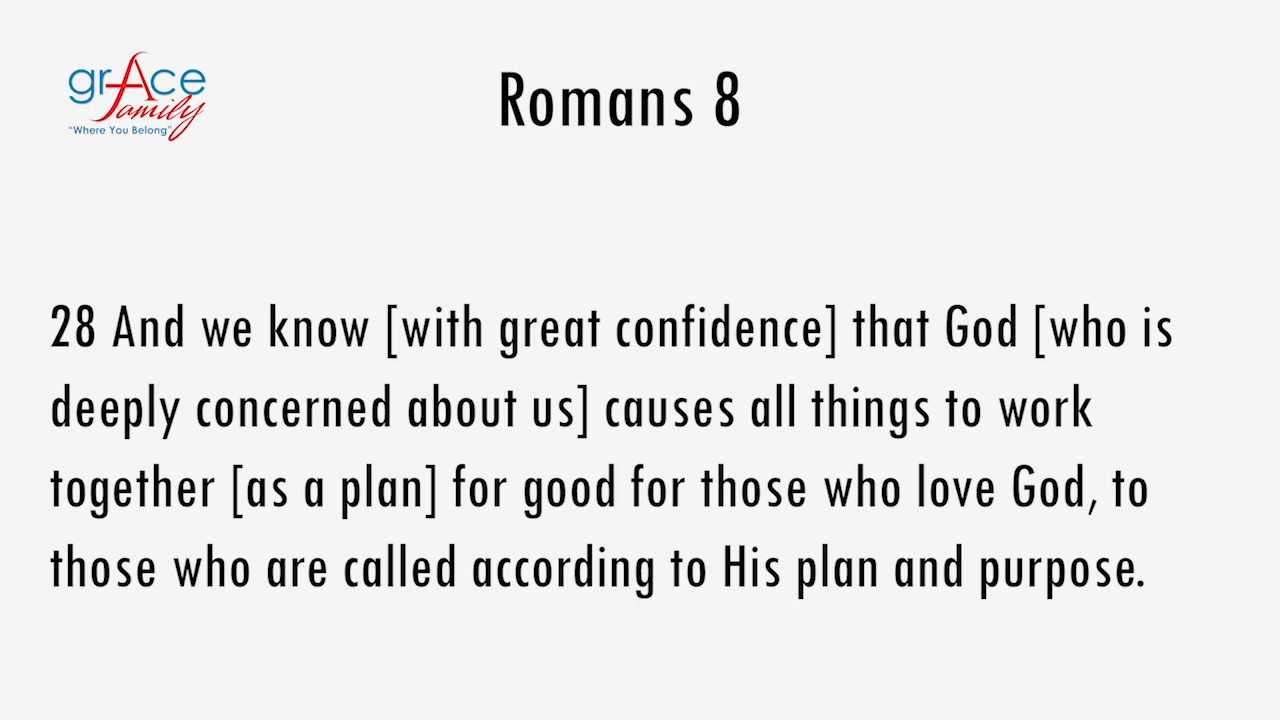 grAce
family
"Where You Belong"
Romans 8
28 And we know [with great confidence] that God [who is
deeply concerned about us] causes all things to work
together [as a plan] for good for those who love God, to
those who are called according to His plan and purpose.